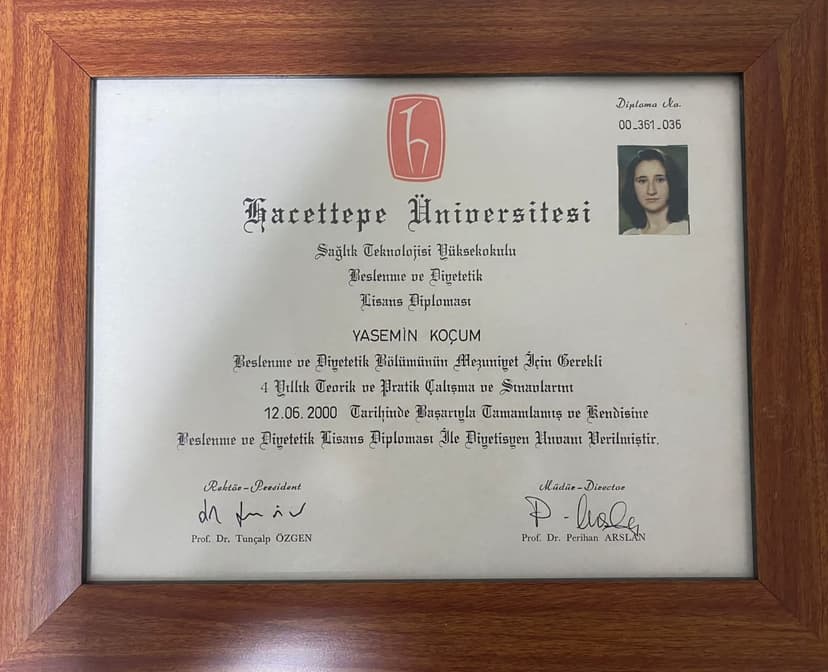 Diploma No.
00_361_036
Hacettepe Üniversitesi
Sağlık Teknolojisi Yüksekokulu
Beslenme ve Diyetetik
Lisans Diploması
YASEMİN KOÇUM
Beslenme ve Diyetetik Bölümünün Mezuniyet İçin Gerekli
4 Yıllık Teorik ve Pratik Çalışma ve Sınavlarını
12.06.2000 Tarihinde Başarıyla Tamamlamış ve Kendisine
Beslenme ve Diyetetik Lisans Diploması İle Diyetisyen Unvanı Verilmiştir.
Rektör-President
Prof. Dr. Tunçalp ÖZGEN
Müdür-Director
Prof. Dr. Perihan ARSLAN